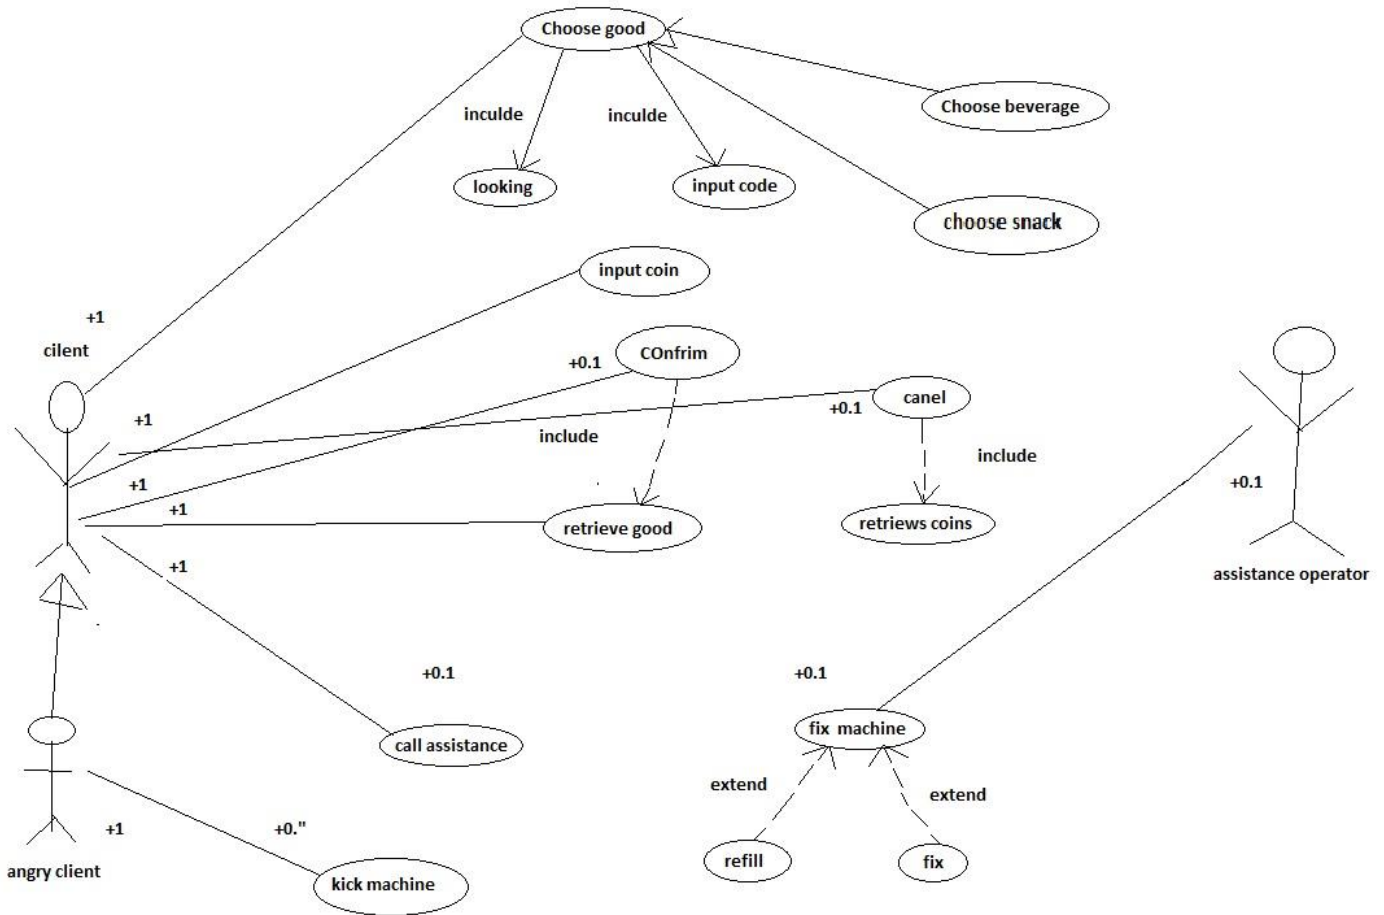 Choose good
Choose beverage
inculde
inculde
looking
input code
choose snack
input coin
+1
cilent
COnfrim
+0.1
canel
+0.1
+1
include
include
+1
+1
+0.1
retrieve good
retriews coins
+1
assistance operator
+0.1
+0.1
call assistance
fix machine
extend
extend
+1
+0."
refill
fix
angry client
kick machine